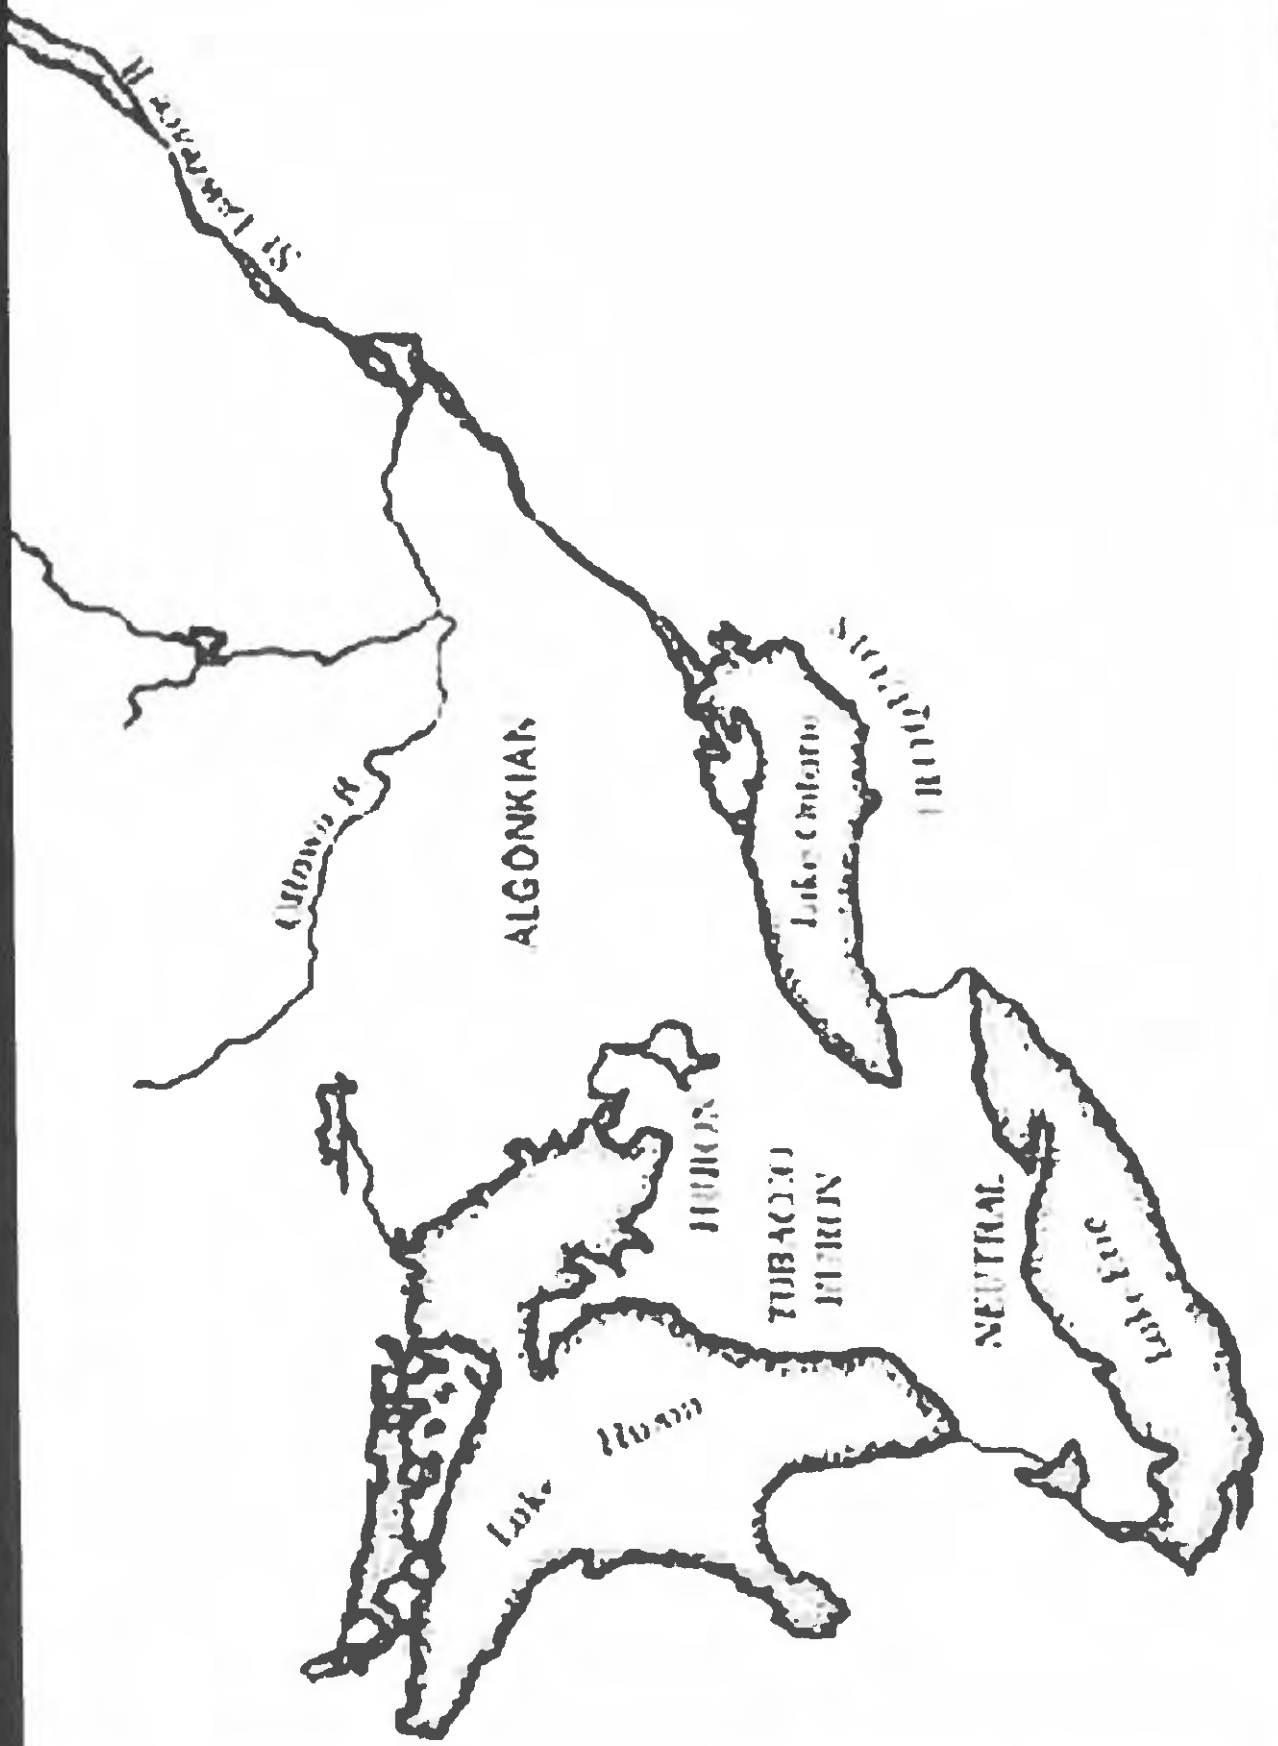 St Lawrence R
Ottawa R
ALGONKIAN
Lake Ontario
IROQUOIS
HURON
TOBACCO
HURON
NEUTRAL
Lake Erie
Lake Huron